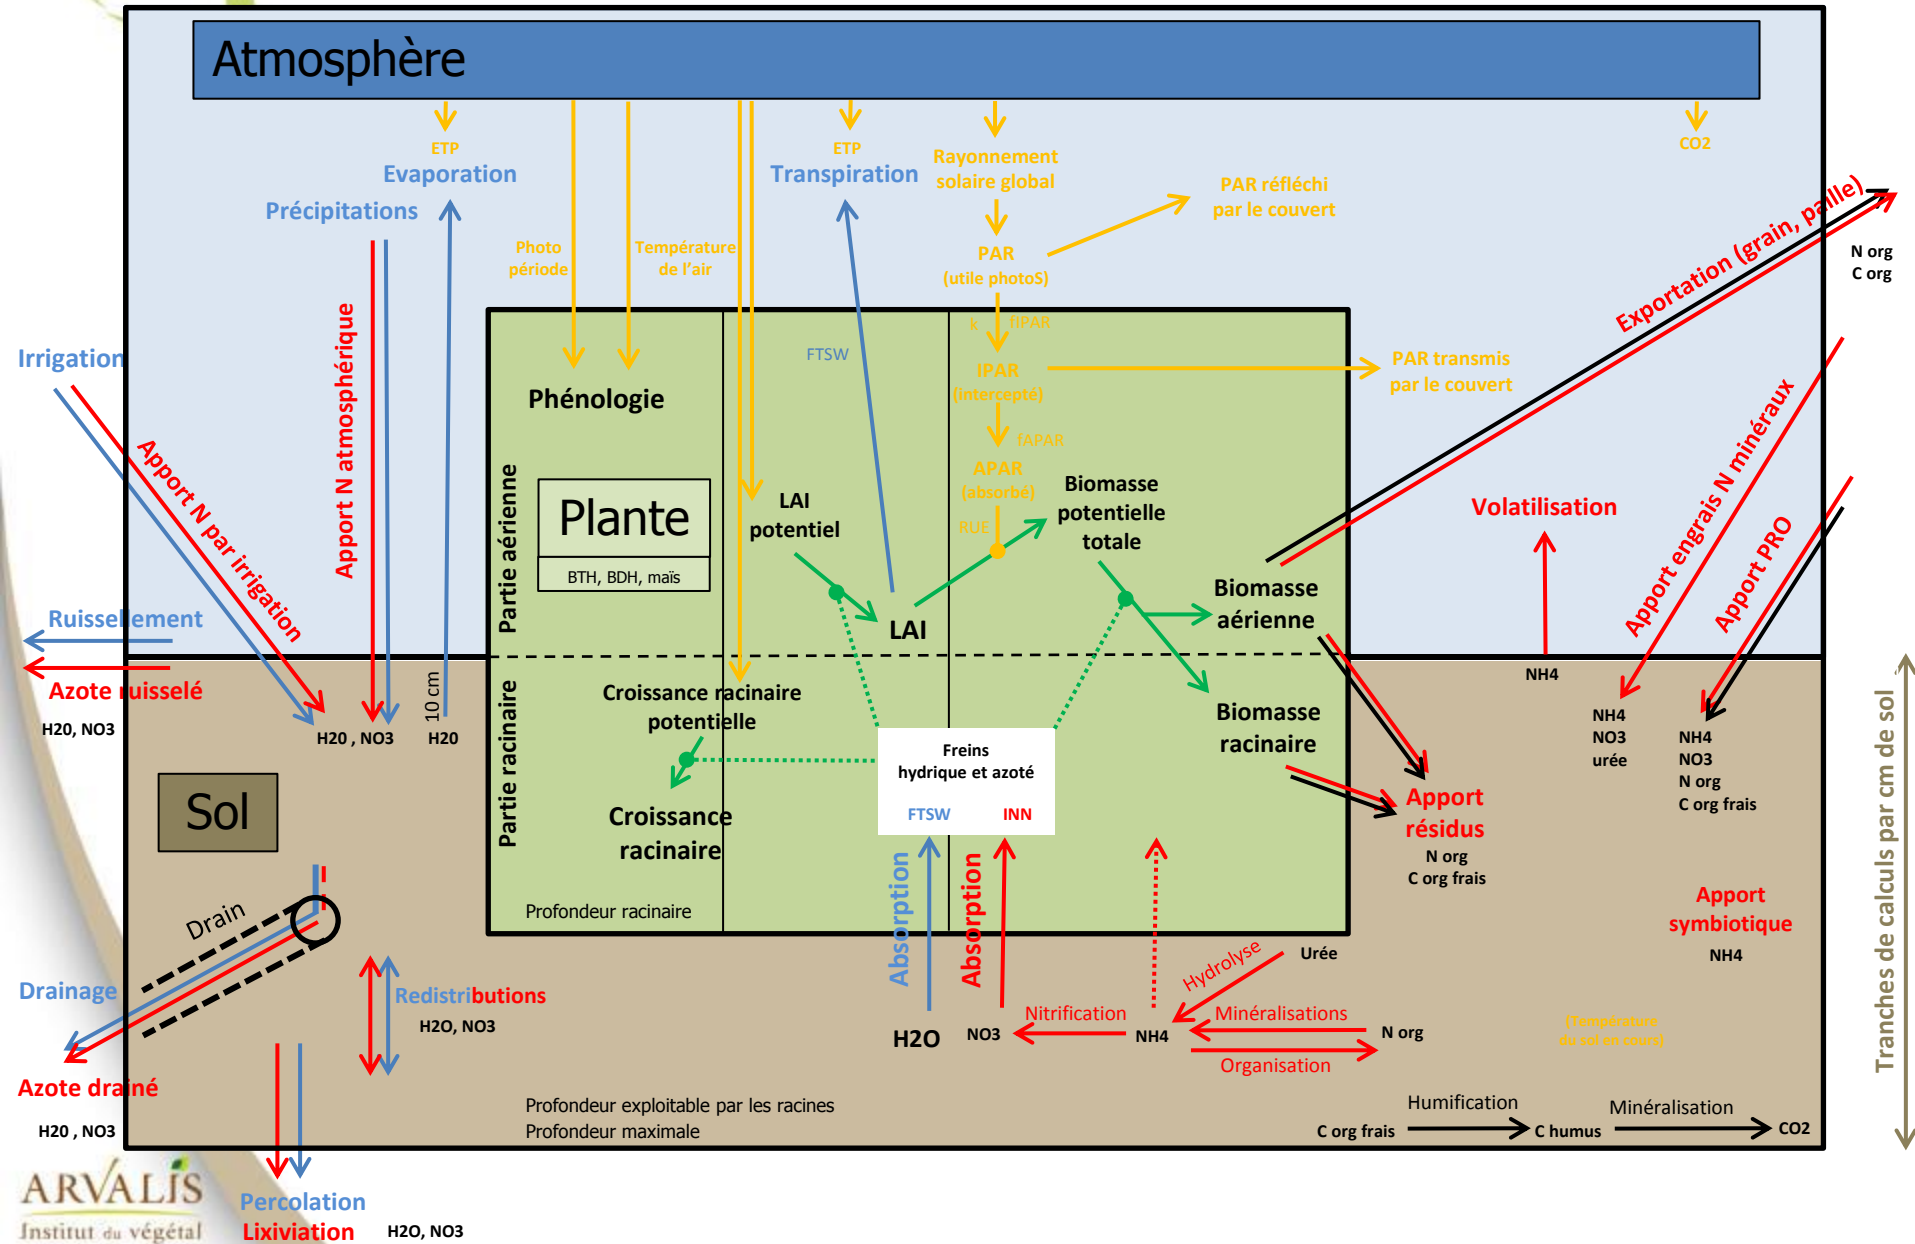 Atmosphère
ETP
Evaporation
Précipitations
ETP
Transpiration
Rayonnement
solaire global
CO2
PAR réfléchi
par le couvert
Photo
période
Température
de l'air
PAR
(utile photoS)
Exportation (grain, paille)
N org
C org
Irrigation
Apport N par irrigation
Apport N atmosphérique
FTSW
k
fIPAR
IPAR
(intercepté)
PAR transmis
par le couvert
fAPAR
APAR
(absorbé)
RUE
Phénologie
Partie aérienne
Plante
BTH, BDH, maïs
LAI
potentiel
LAI
Biomasse
potentielle
totale
Biomasse
aérienne
Volatilisation
NH4
Apport engrais N minéraux
Apport PRO
Ruissellement
Azote ruisselé
H20, NO3
H20 , NO3
10 cm
H20
Partie racinaire
Croissance racinaire
potentielle
Croissance
racinaire
Freins
hydrique et azoté
FTSW
INN
Biomasse
racinaire
Apport
résidus
N org
C org frais
NH4
NO3
urée
NH4
NO3
N org
C org frais
Tranches de calculs par cm de sol
Sol
Profondeur racinaire
Absorption
Absorption
Apport
symbiotique
NH4
Drain
Drainage
Azote drainé
H20 , NO3
Redistributions
H2O, NO3
H2O
NO3
Nitrification
NH4
Hydrolyse
Urée
Minéralisations
N org
Organisation
(Température
du sol en cours)
Profondeur exploitable par les racines
Profondeur maximale
C org frais
Humification
C humus
Minéralisation
CO2
Percolation
Lixiviation
H2O, NO3
ARVALIS
Institut du végétal